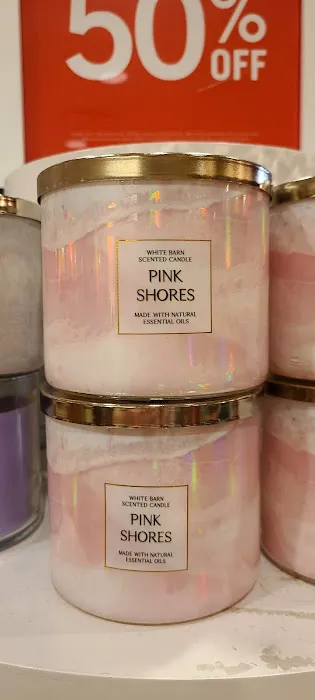 50%
OFF
WHITE BARN
SCENTED CANDLE
PINK
SHORES
MADE WITH NATURAL
ESSENTIAL OILS
WHITE BARN
SCENTED CANDLE
PINK
SHORES
MADE WITH NATURAL
ESSENTIAL OILS